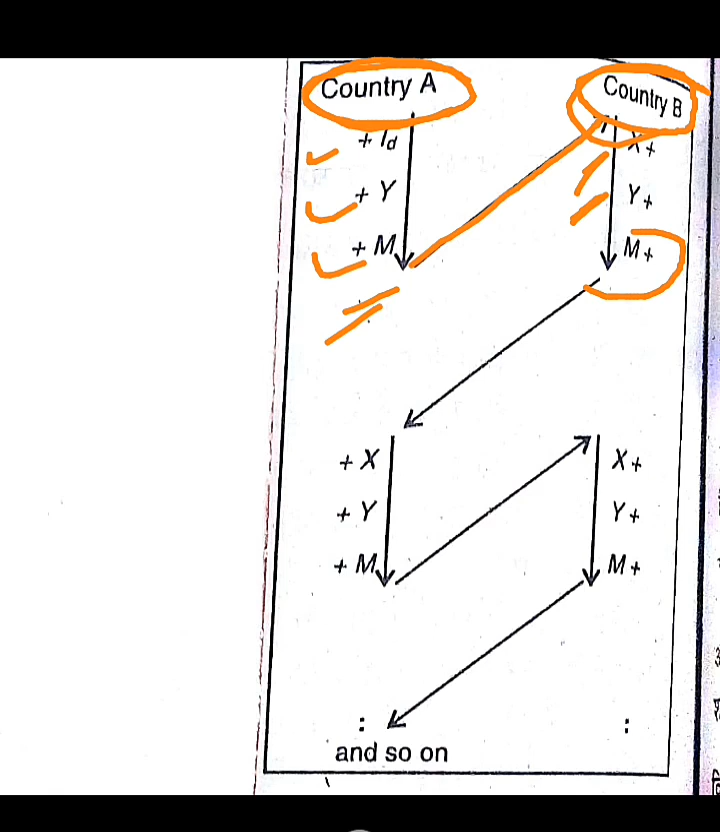 Country A Country B
+ Id X+
+ Y Y+
+ M M+
+ X X+
+ Y Y+
+ M M+
: :
and so on